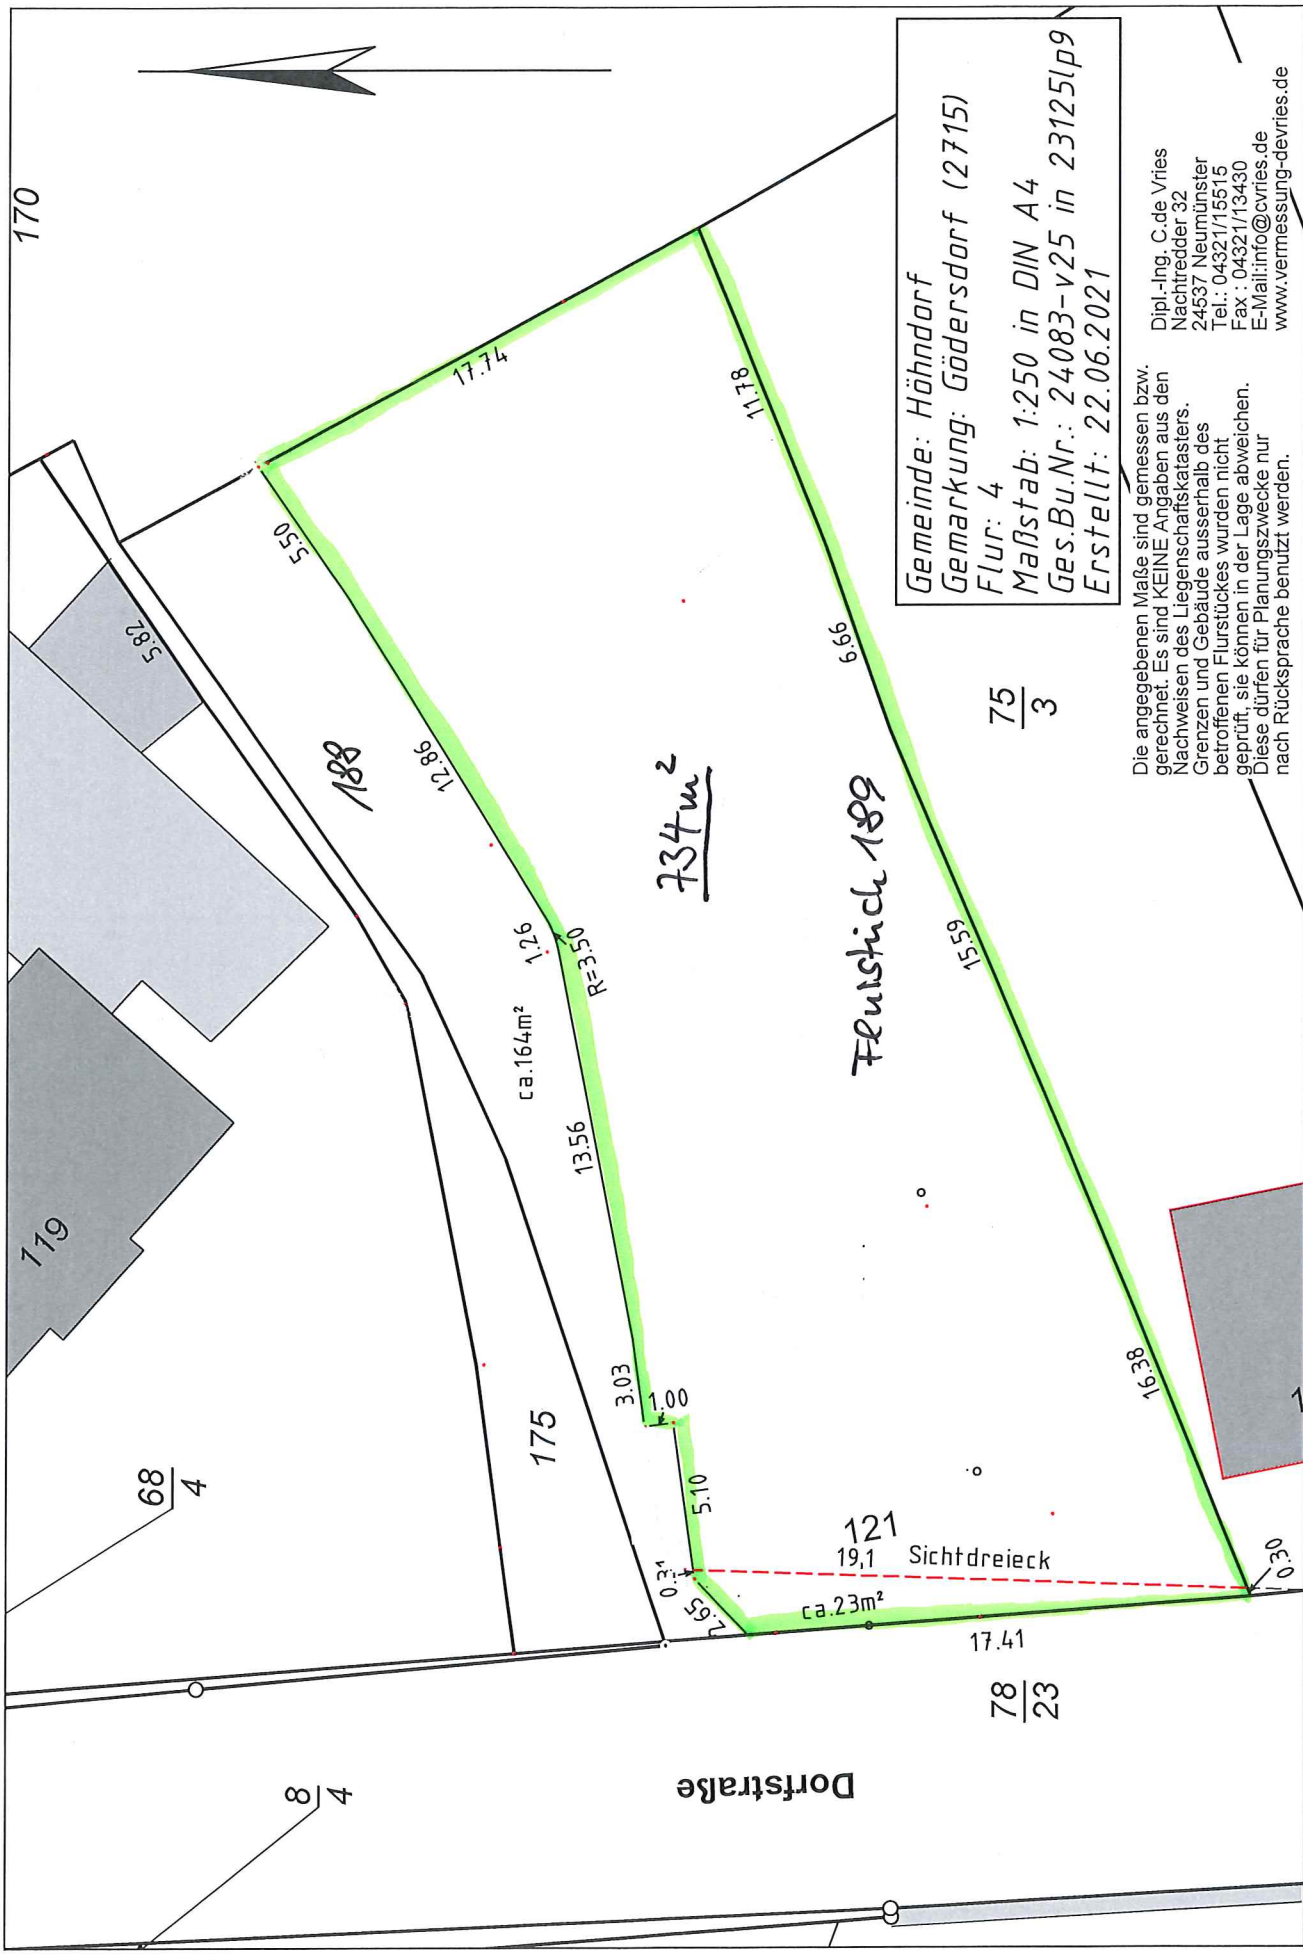 170
119
5.82
188
5.50
17.74
12.86
1.26
R=3.50
ca.164m²
13.56
3.03
1.00
175
68
4
5.10
2.65
734m²
Flurstück 189
11.78
6.66
15.59
16.38
75
3
121
19,1 Sichtdreieck
ca.23m²
17.41
0.30
78
23
8
4
Dorfstraße
Gemeinde: Höhndorf
Gemarkung: Gödersdorf (2715)
Flur: 4
Maßstab: 1:250 in DIN A4
Ges.Bu.Nr.: 24083-v25 in 23125lp9
Erstellt: 22.06.2021
Die angegebenen Maße sind gemessen bzw.
gerechnet. Es sind KEINE Angaben aus den
Nachweisen des Liegenschaftskatasters.
Grenzen und Gebäude ausserhalb des
betroffenen Flurstückes wurden nicht
geprüft, sie können in der Lage abweichen.
Diese dürfen für Planungszwecke nur
nach Rücksprache benutzt werden.
Dipl.-Ing. C.de Vries
Nachtredder 32
24537 Neumünster
Tel.: 04321/15515
Fax : 04321/13430
E-Mail:info@cvries.de
www.vermessung-devries.de